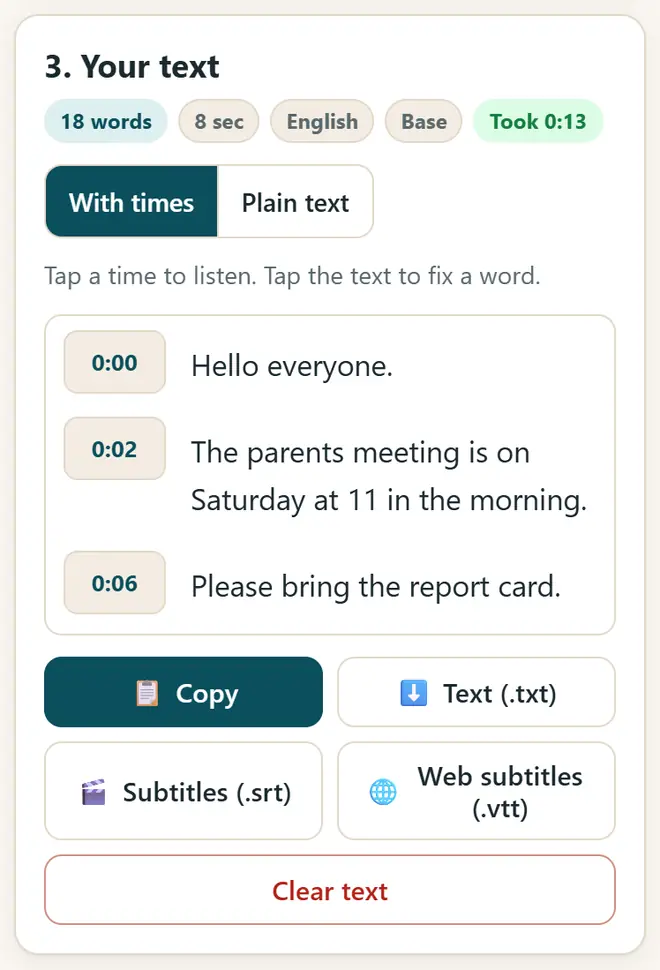 3. Your text
18 words 8 sec English Base Took 0:13
With times Plain text
Tap a time to listen. Tap the text to fix a word.
0:00 Hello everyone.
0:02 The parents meeting is on
Saturday at 11 in the morning.
0:06 Please bring the report card.
Copy Text (.txt)
Subtitles (.srt) Web subtitles
(.vtt)
Clear text